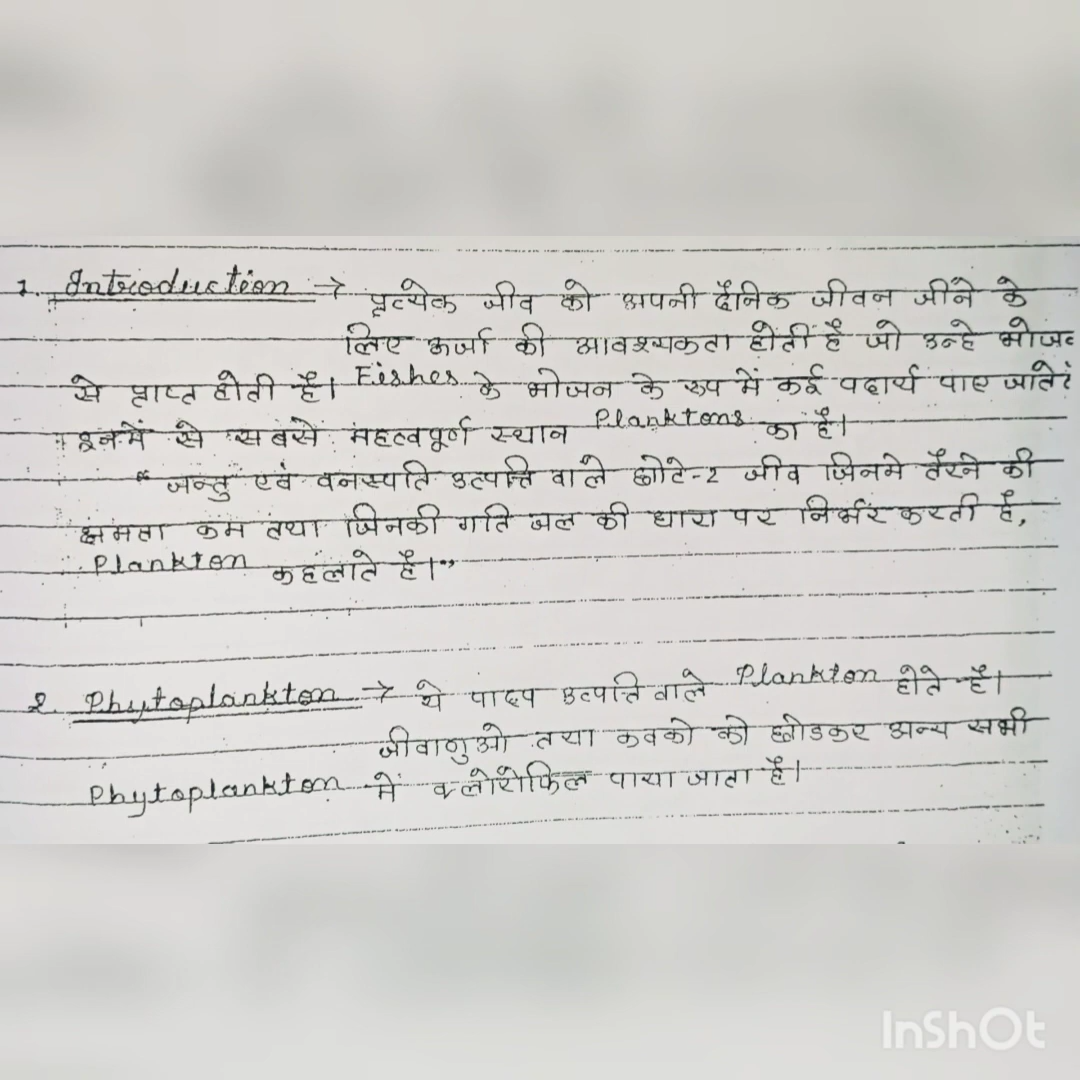 1. Introduction → प्रत्येक जीव को अपनी दैनिक जीवन जीने के
लिए ऊर्जा की आवश्यकता होती है जो उन्हे भोजन
से प्राप्त होती है। Fishes के भोजन के रूप में कई पदार्थ पाए जाते है
इनमें से सबसे महत्वपूर्ण स्थान Planktons का है।
“जन्तु एवं वनस्पति उत्पत्ति वाले छोटे-2 जीव जिनमे तैरने की
क्षमता कम तथा जिनकी गति जल की धारा पर निर्भर करती है,
Plankton कहलाते है।”
2. Phytoplankton → ये पादप उत्पत्ति वाले Plankton होते है।
जीवाणुओ तथा कवको को छोडकर अन्य सभी
Phytoplankton में क्लोरोफिल पाया जाता है।
InShOt